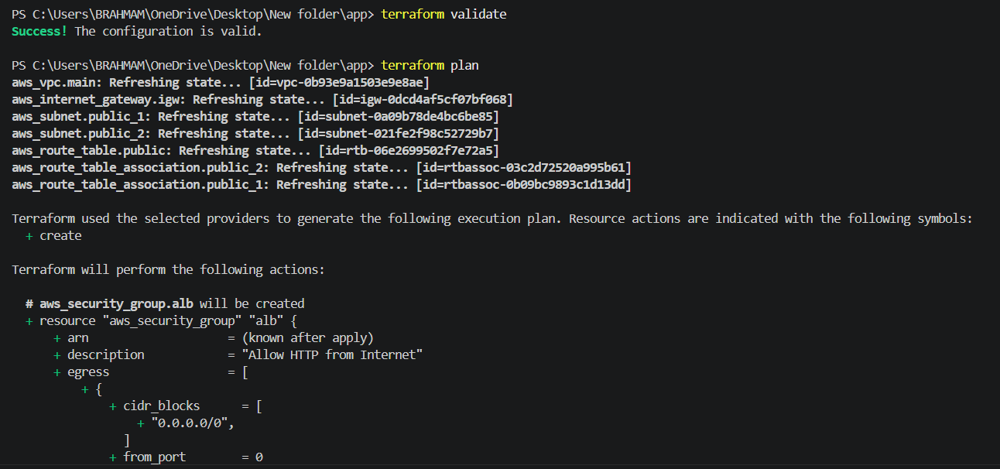 PS C:\Users\BRAHMAM\OneDrive\Desktop\New folder\app> terraform validate
Success! The configuration is valid.
PS C:\Users\BRAHMAM\OneDrive\Desktop\New folder\app> terraform plan
aws_vpc.main: Refreshing state... [id=vpc-0b93e9a1503e9e8ae]
aws_internet_gateway.igw: Refreshing state... [id=igw-0dcd4af5cf07bf068]
aws_subnet.public_1: Refreshing state... [id=subnet-0a09b78de4bc6be85]
aws_subnet.public_2: Refreshing state... [id=subnet-021fe2f98c52729b7]
aws_route_table.public: Refreshing state... [id=rtb-06e2699502f7e72a5]
aws_route_table_association.public_2: Refreshing state... [id=rtbassoc-03c2d72520a995b61]
aws_route_table_association.public_1: Refreshing state... [id=rtbassoc-0b09bc9893c1d13dd]
Terraform used the selected providers to generate the following execution plan. Resource actions are indicated with the following symbols:
  + create
Terraform will perform the following actions:
  # aws_security_group.alb will be created
  + resource "aws_security_group" "alb" {
      + arn                    = (known after apply)
      + description            = "Allow HTTP from Internet"
      + egress                 = [
          + {
              + cidr_blocks      = [
                  + "0.0.0.0/0",
                ]
              + from_port        = 0